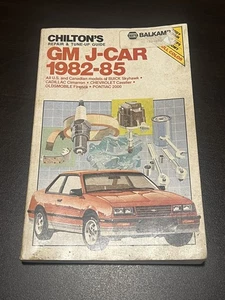 CHILTON'S
REPAIR & TUNE-UP GUIDE
GM J-CAR
1982-85
All U.S. and Canadian models of BUICK Skyhawk •
CADILLAC Cimarron • CHEVROLET Cavalier •
OLDSMOBILE Firenza • PONTIAC 2000
BALKAMP